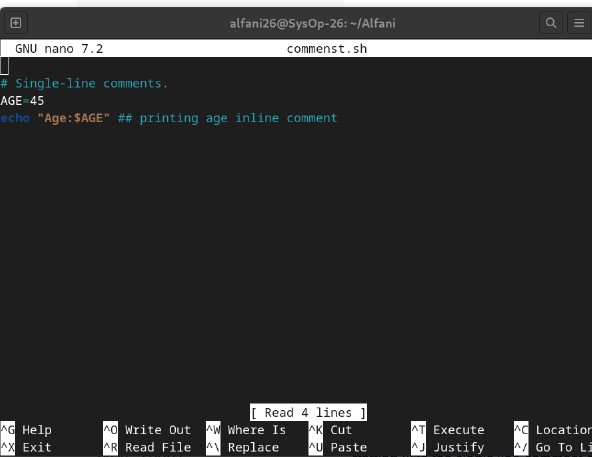 alfani26@SysOp-26: ~/Alfani
GNU nano 7.2 commenst.sh
# Single-line comments.
AGE=45
echo "Age:$AGE" ## printing age inline comment
[ Read 4 lines ]
^G Help ^O Write Out ^W Where Is ^K Cut ^T Execute ^C Location
^X Exit ^R Read File ^\ Replace ^U Paste ^J Justify ^/ Go To Li